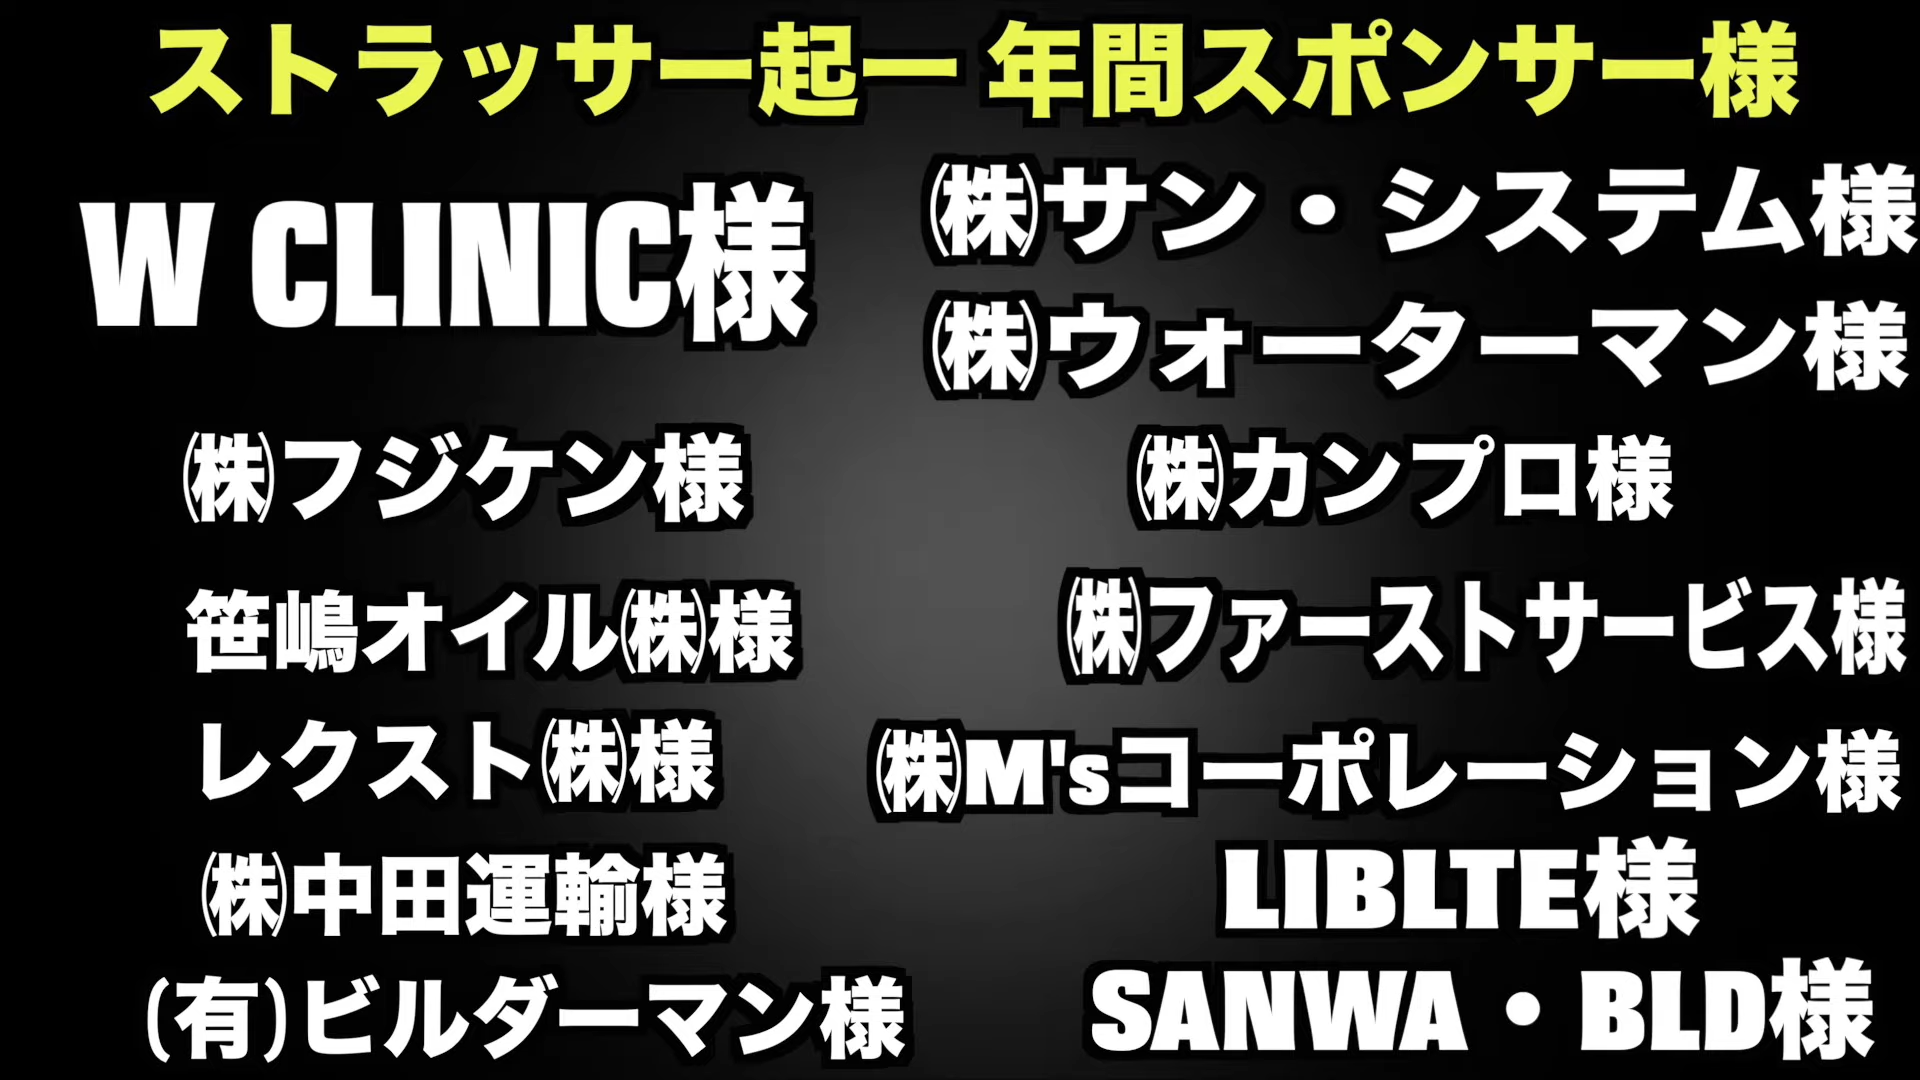 ストラッサー起一 年間スポンサー様
W CLINIC様
㈱サン・システム様
㈱ウォーターマン様
㈱フジケン様
㈱カンプロ様
笹嶋オイル㈱様
㈱ファーストサービス様
レクスト㈱様
㈱M'sコーポレーション様
㈱中田運輸様
LIBLTE様
(有)ビルダーマン様
SANWA・BLD様